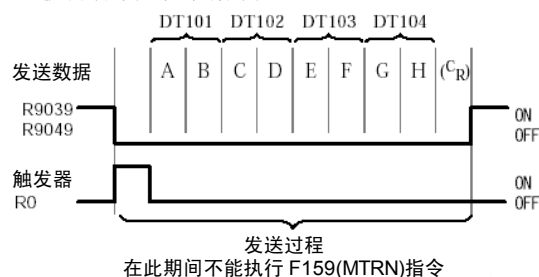 DT101 DT102 DT103 DT104
发送数据 A B C D E F G H (CR)
R9039 ON
R9049 OFF
触发器 ON
R0 OFF
发送过程
在此期间不能执行 F159(MTRN)指令